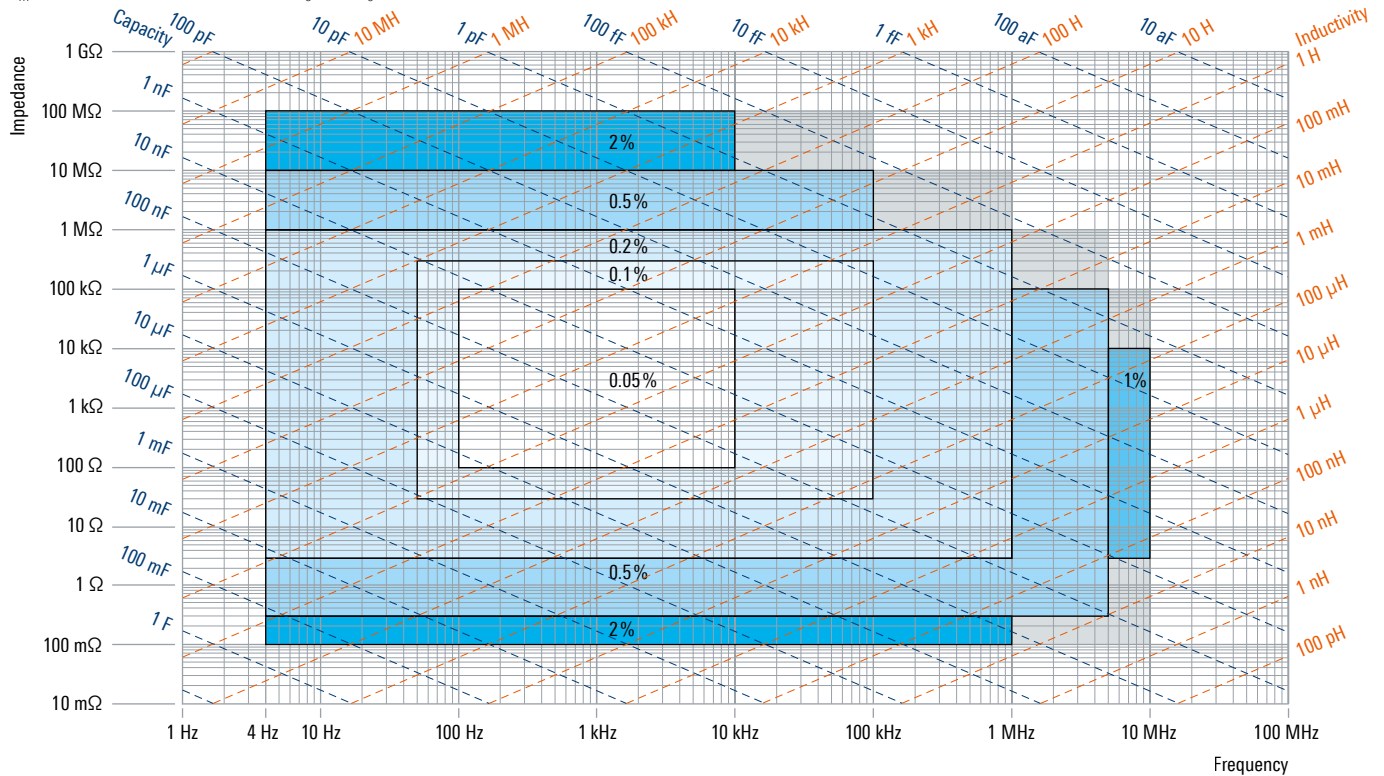 Capacity
100 pF
10 pF
10 MH
1 pF
1 MH
100 fF
100 kH
10 fF
10 kH
1 fF
1 kH
100 aF
100 H
10 aF
10 H
Inductivity
1 H
100 mH
10 mH
1 mH
100 µH
10 µH
1 µH
100 nH
10 nH
1 nH
100 pH
Impedance
1 GΩ
100 MΩ
10 MΩ
1 MΩ
100 kΩ
10 kΩ
1 kΩ
100 Ω
10 Ω
1 Ω
100 mΩ
10 mΩ
1 nF
10 nF
100 nF
1 µF
10 µF
100 µF
1 mF
10 mF
100 mF
1 F
2%
0.5%
0.2%
0.1%
0.05%
1%
0.5%
2%
1 Hz
4 Hz
10 Hz
100 Hz
1 kHz
10 kHz
100 kHz
1 MHz
10 MHz
100 MHz
Frequency